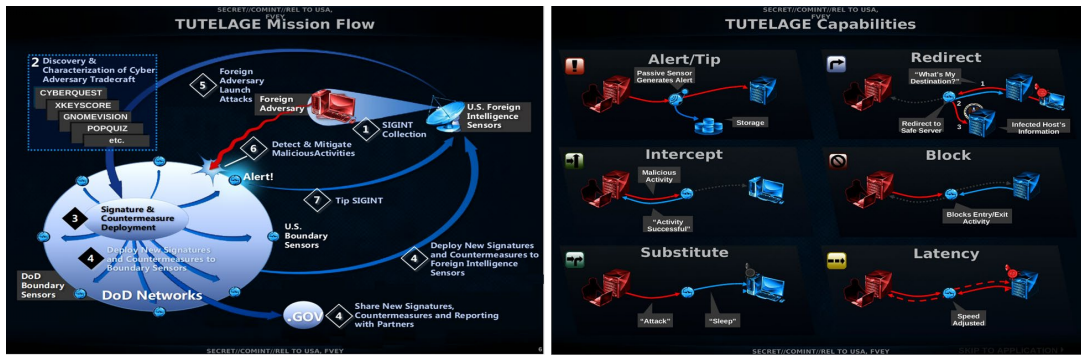 SECRET//COMINT//REL TO USA,
FVEY
TUTELAGE Mission Flow
2 Discovery &
Characterization of Cyber
Adversary Tradecraft
CYBERQUEST
XKEYSCORE
GNOMEVISION
POPQUIZ
etc.
5
Foreign
Adversary
Launch
Attacks
Foreign
Adversary
U.S. Foreign
Intelligence
Sensors
1
SIGINT
Collection
6
Detect & Mitigate
MaliciousActivities
Alert!
7
Tip SIGINT
3
Signature &
Countermeasure
Deployment
U.S.
Boundary
Sensors
4
Deploy New Signatures
and Countermeasures to
Boundary Sensors
4
Deploy New Signatures
and Countermeasures to
Foreign Intelligence
Sensors
DoD
Boundary
Sensors
DoD Networks
.GOV
4
Share New Signatures,
Countermeasures and Reporting
with Partners
SECRET//COMINT//REL TO USA, FVEY
6
SECRET//COMINT//REL TO USA,
FVEY
TUTELAGE Capabilities
Alert/Tip
Passive Sensor
Generates Alert
Storage
Redirect
"What's My
Destination?"
1
2
3
Redirect to
Safe Server
Infected Host's
Information
Intercept
Malicious
Activity
"Activity
Successful"
Block
Blocks Entry/Exit
Activity
Substitute
"Attack"
"Sleep"
Latency
Speed
Adjusted
SECRET//COMINT//REL TO USA, FVEY
SKIP TO APPLICATION